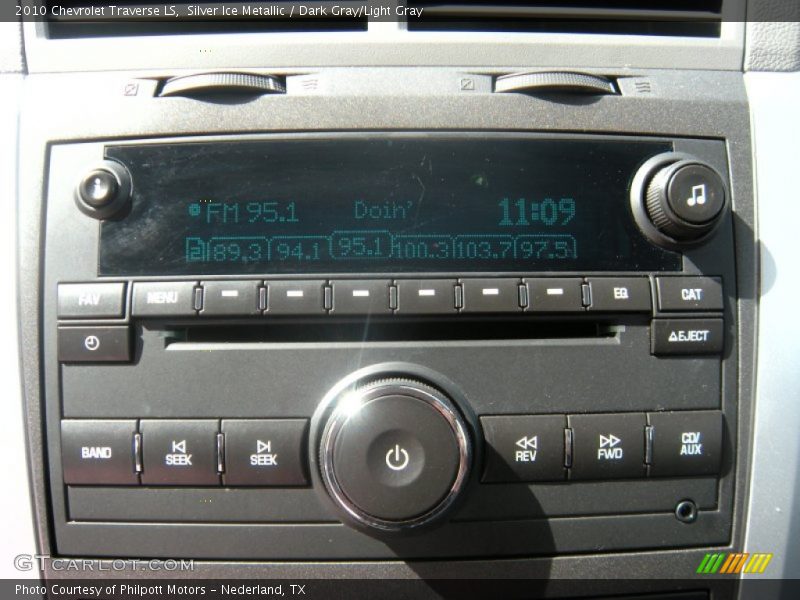 2010 Chevrolet Traverse LS, Silver Ice Metallic / Dark Gray/Light Gray
FM 95.1 Doin' 11:09
2 89.3 94.1 95.1 100.3 103.7 97.5
FAV MENU EQ CAT
EJECT
BAND SEEK SEEK REV FWD CD/AUX
GTCARLOT.COM
Photo Courtesy of Philpott Motors - Nederland, TX